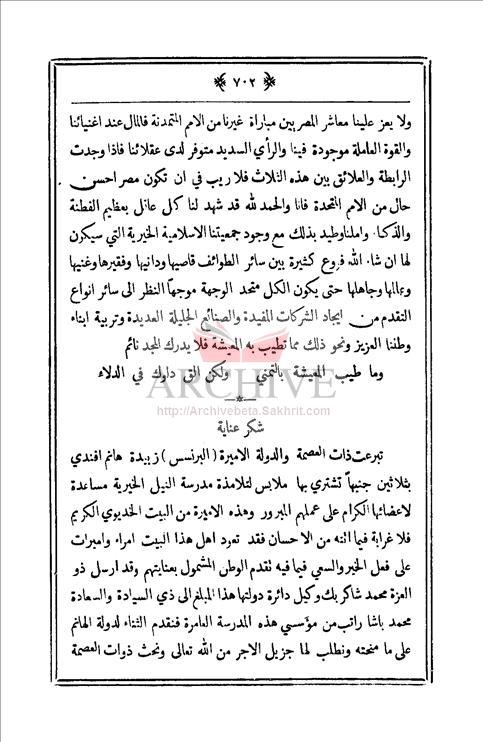 ٧٠٢
ولا يعز علينا معاشر المصريين مباراة غيرنا من الامم المتمدنة فالمال عند اغنيائنا
والقوة العاملة موجودة فينا والرأي السديد متوفر لدى عقلائنا فاذا وجدت
الرابطة والعلائق بين هذه الثلاث فلا ريب في ان تكون مصر احسن
حال من الامم المتحدة فانا والحمد لله قد شهد لنا كل عاقل بعظيم الفطنة
والذكاء واملنا وطيد بذلك مع وجود جمعيتنا الاسلامية الخيرية التي سيكون
لها ان شاء الله فروع كثيرة بين سائر الطوائف قاصيها ودانيها وفقيرها وغنيها
وعالمها وجاهلها حتى يكون الكل متحد الوجهة موجهاً النظر الى سائر انواع
التقدم من ايجاد الشركات المفيدة والصنائع الجليلة العديدة وتربية ابناء
وطننا العزيز ونحو ذلك مما تطيب به المعيشة فلا يدرك المجد نائم
وما طيب المعيشة بالتمني ولكن الق دلوك في الدلاء
ARCHIVE
http://Archivebeta.Sakhrit.com
شكر عناية
تبرعت ذات العصمة والدولة الاميرة (البرنسس) زبيدة هانم افندي
بثلاثين جنيهاً تشتري بها ملابس لتلامذة مدرسة النيل الخيرية مساعدة
لاعضائها الكرام على عملهم المبرور وهذه الاميرة من البيت الخديوي الكريم
فلا غرابة فيما اتته من الاحسان فقد تعود اهل هذا البيت امراء واميرات
على فعل الخير والسعي فيما فيه تقدم الوطن المشمول بعنايتهم وقد ارسل ذو
العزة محمد شاكر بك وكيل دائرة دولتها هذا المبلغ الى ذي السيادة والسعادة
محمد باشا راتب من مؤسسي هذه المدرسة العامرة فنقدم الثناء لدولة الهانم
على ما منحته ونطلب لها جزيل الاجر من الله تعالى ونحث ذوات العصمة